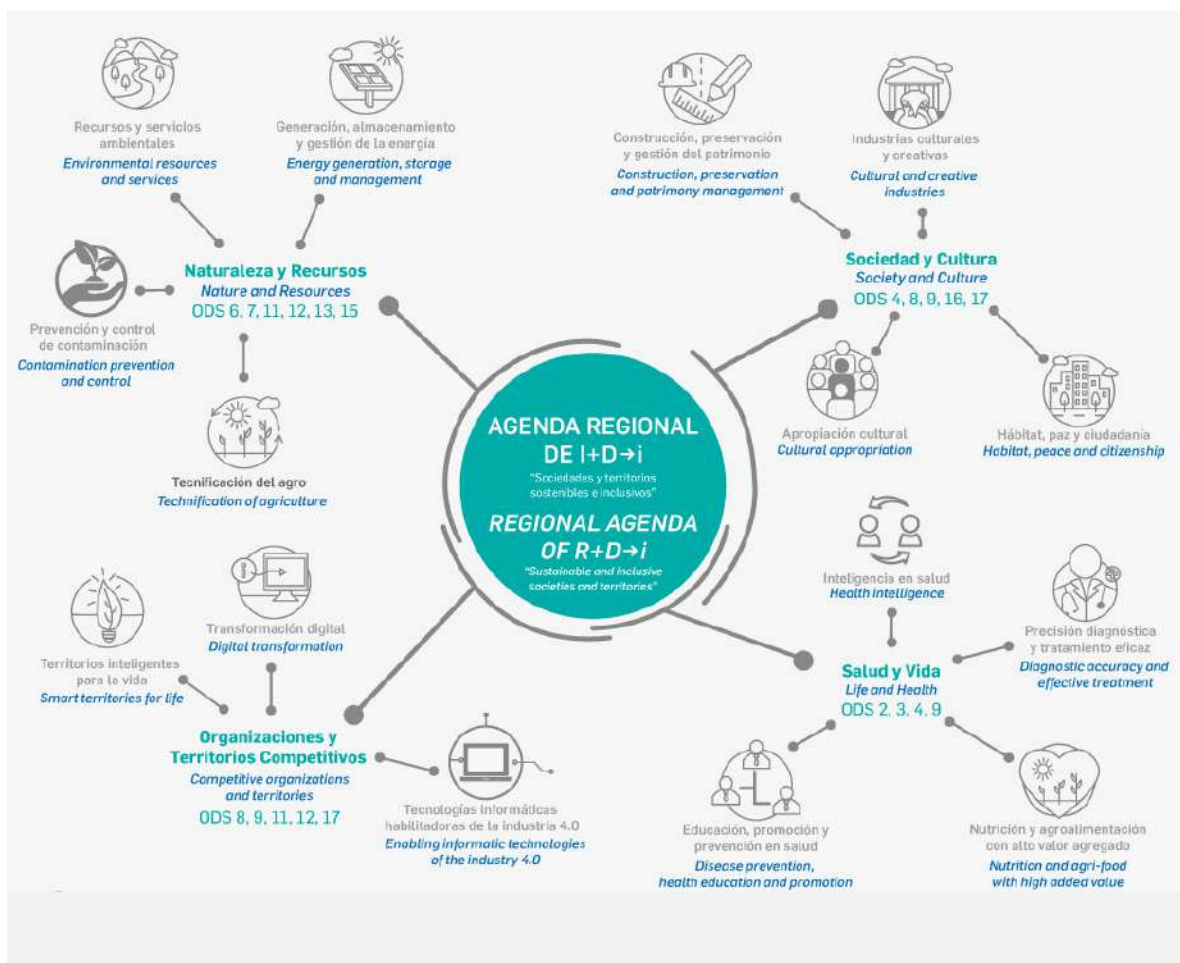 Recursos y servicios
ambientales
Environmental resources
and services
Generación, almacenamiento
y gestión de la energía
Energy generation, storage
and management
Construcción, preservación
y gestión del patrimonio
Construction, preservation
and patrimony management
Industrias culturales
y creativas
Cultural and creative
industries
Naturaleza y Recursos
Nature and Resources
ODS 6, 7, 11, 12, 13, 15
Sociedad y Cultura
Society and Culture
ODS 4, 8, 9, 16, 17
Prevención y control
de contaminación
Contamination prevention
and control
Tecnificación del agro
Technification of agriculture
Apropiación cultural
Cultural appropriation
Hábitat, paz y ciudadanía
Habitat, peace and citizenship
AGENDA REGIONAL
DE I+D→i
"Sociedades y territorios
sostenibles e inclusivos"
REGIONAL AGENDA
OF R+D→i
"Sustainable and inclusive
societies and territories"
Territorios inteligentes
para la vida
Smart territories for life
Transformación digital
Digital transformation
Organizaciones y
Territorios Competitivos
Competitive organizations
and territories
ODS 8, 9, 11, 12, 17
Tecnologías informáticas
habilitadoras de la industria 4.0
Enabling informatic technologies
of the industry 4.0
Inteligencia en salud
Health intelligence
Precisión diagnóstica
y tratamiento eficaz
Diagnostic accuracy and
effective treatment
Salud y Vida
Life and Health
ODS 2, 3, 4, 9
Educación, promoción y
prevención en salud
Disease prevention,
health education and promotion
Nutrición y agroalimentación
con alto valor agregado
Nutrition and agri-food
with high added value